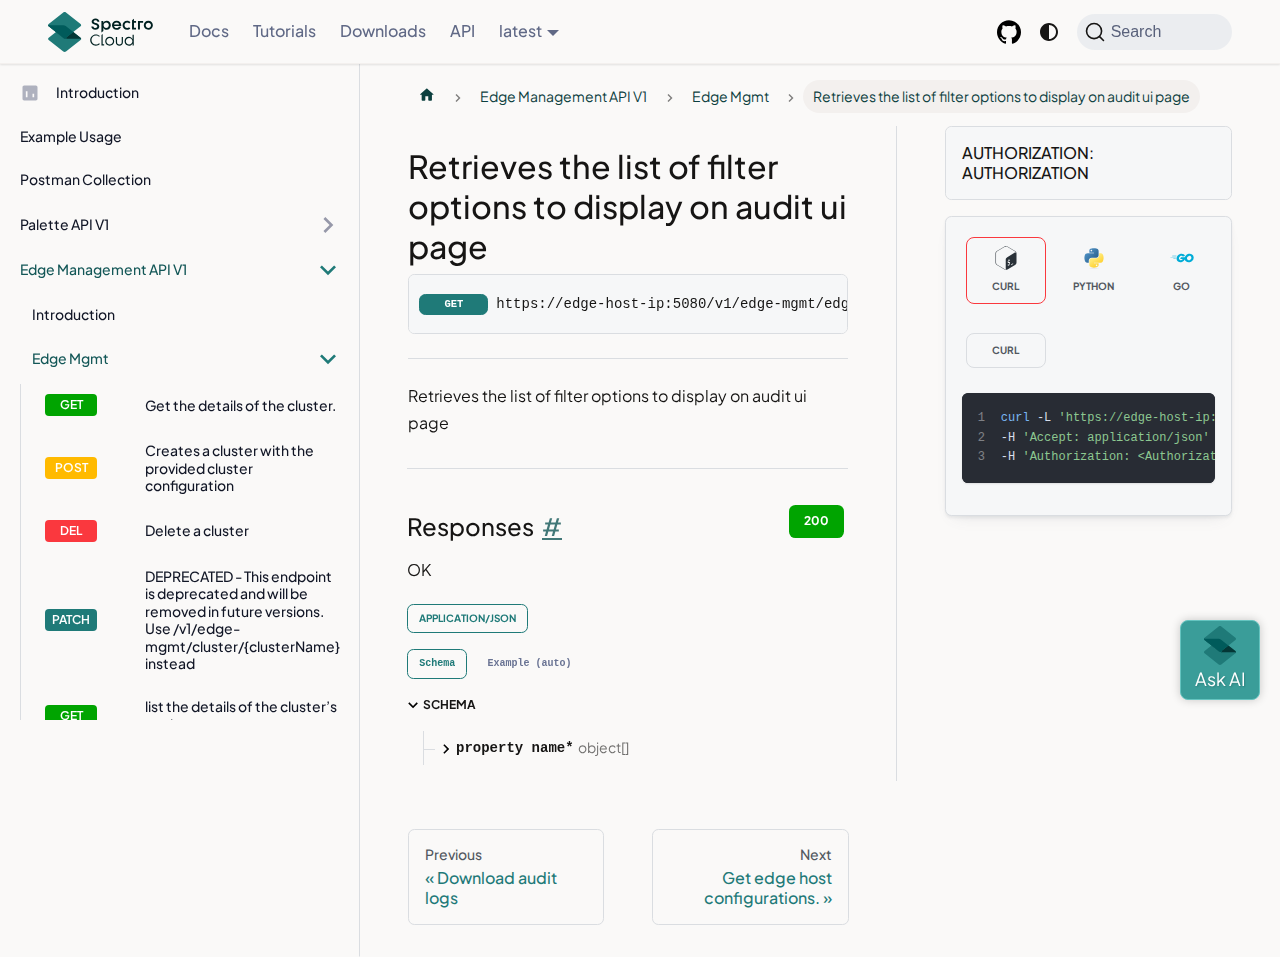 Spectro
Cloud
Docs
Tutorials
Downloads
API
latest
Search
Introduction
Example Usage
Postman Collection
Palette API V1
Edge Management API V1
Introduction
Edge Mgmt
GET
Get the details of the cluster.
POST
Creates a cluster with the
provided cluster
configuration
DEL
Delete a cluster
PATCH
DEPRECATED - This endpoint
is deprecated and will be
removed in future versions.
Use /v1/edge-
mgmt/cluster/{clusterName}
instead
GET
list the details of the cluster's
Edge Management API V1
Edge Mgmt
Retrieves the list of filter options to display on audit ui page
Retrieves the list of filter
options to display on audit ui
page
GET
https://edge-host-ip:5080/v1/edge-mgmt/edg
Retrieves the list of filter options to display on audit ui
page
Responses #
200
OK
APPLICATION/JSON
Schema
Example (auto)
SCHEMA
property name* object[]
Previous
« Download audit
logs
Next
Get edge host
configurations. »
AUTHORIZATION:
AUTHORIZATION
CURL
PYTHON
GO
GO
CURL
1 curl -L 'https://edge-host-ip:
2 -H 'Accept: application/json'
3 -H 'Authorization: <Authorizat
Ask AI